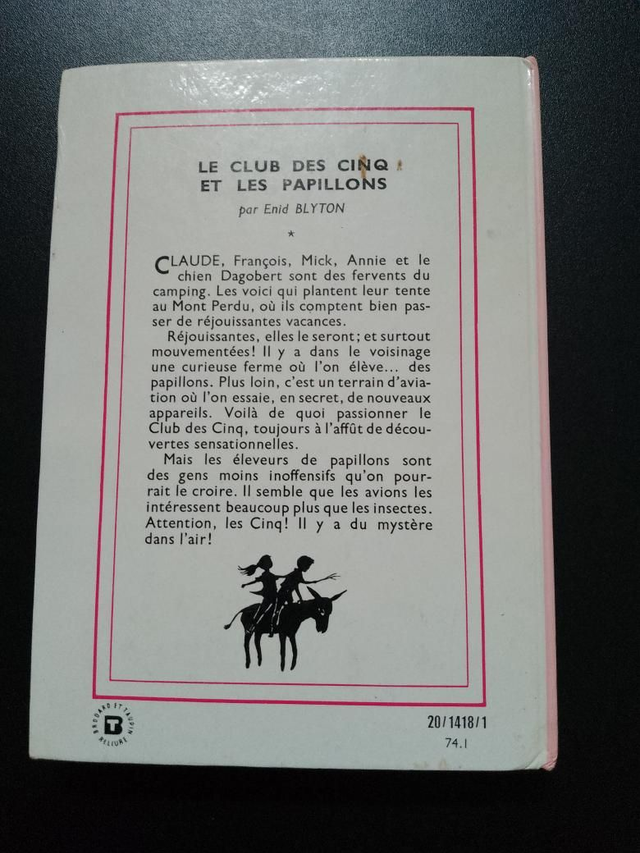 LE CLUB DES CINQ
ET LES PAPILLONS
par Enid BLYTON
*
CLAUDE, François, Mick, Annie et le
chien Dagobert sont des fervents du
camping. Les voici qui plantent leur tente
au Mont Perdu, où ils comptent bien pas-
ser de réjouissantes vacances.
Réjouissantes, elles le seront; et surtout
mouvementées! Il y a dans le voisinage
une curieuse ferme où l'on élève... des
papillons. Plus loin, c'est un terrain d'avia-
tion où l'on essaie, en secret, de nouveaux
appareils. Voilà de quoi passionner le
Club des Cinq, toujours à l'affût de décou-
vertes sensationnelles.
Mais les éleveurs de papillons sont
des gens moins inoffensifs qu'on pour-
rait le croire. Il semble que les avions les
intéressent beaucoup plus que les insectes.
Attention, les Cinq! Il y a du mystère
dans l'air!
BRODARD ET TAUPIN
RELIURE
20/1418/1
74.I